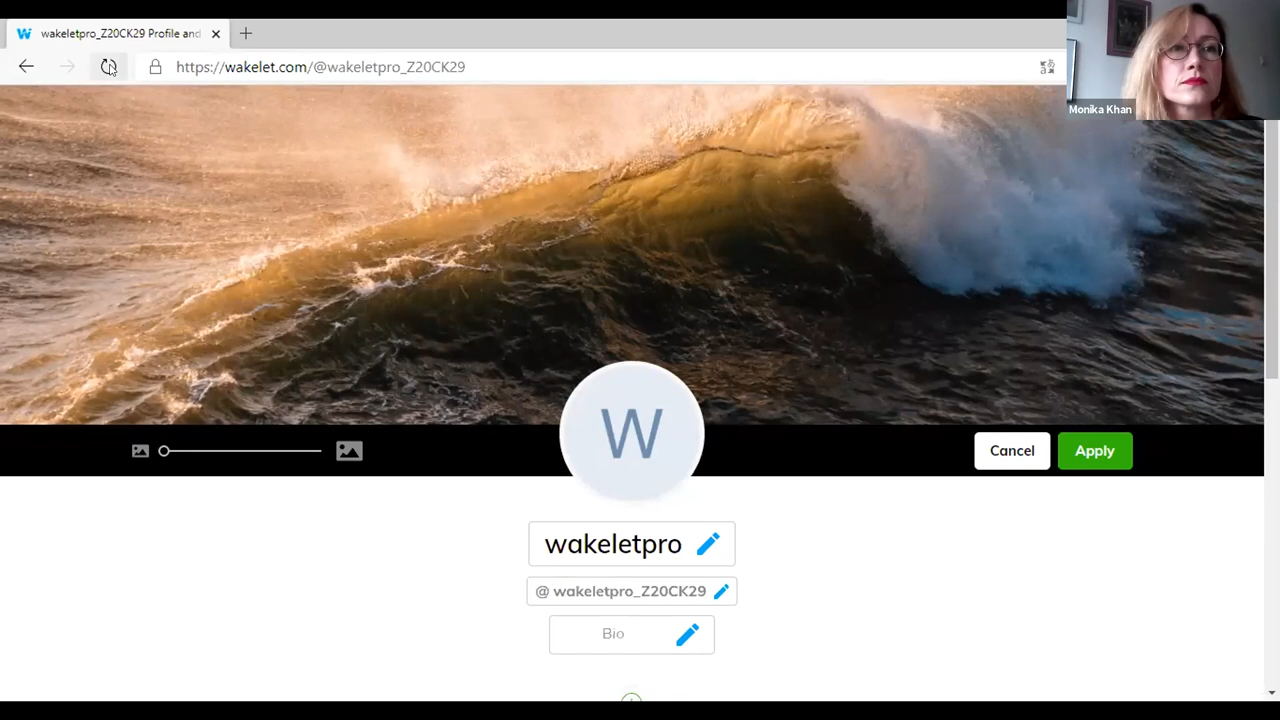 wakeletpro_Z20CK29 Profile and
https://wakelet.com/@wakeletpro_Z20CK29
Monika Khan
W
Cancel
Apply
wakeletpro
@ wakeletpro_Z20CK29
Bio